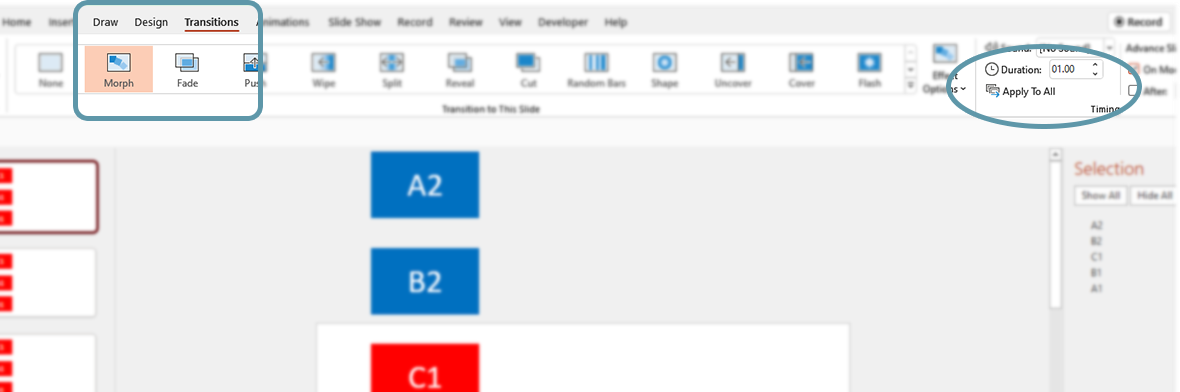 Home Insert Draw Design Transitions Animations Slide Show Record Review View Developer Help Record
Sound: [No Sound] Advance Sli
None Morph Fade Push Wipe Split Reveal Random Bars Shape Uncover Cover Flash Effect Duration: 01.00 On Mo
Cut
Options Apply To All After:
Transition to This Slide Timing
A2
Selection
Show All Hide All
A2
B2
C1
B1
A1
B2
C1